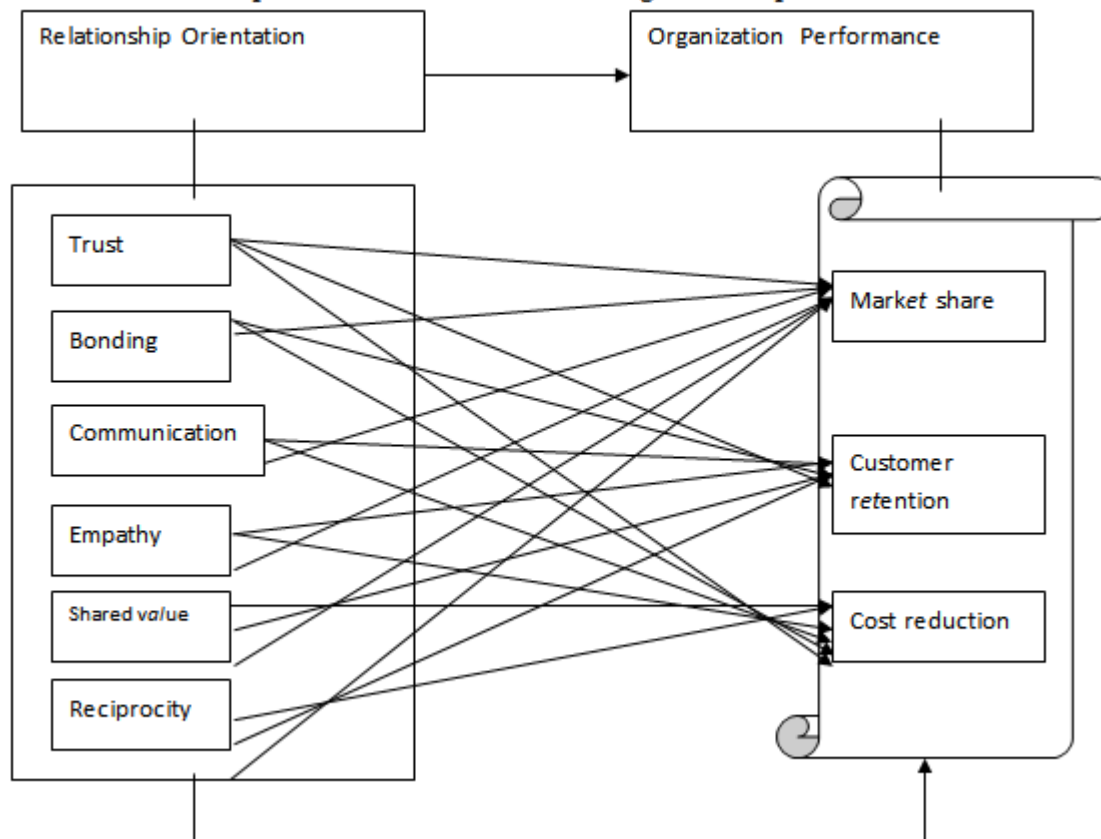 Relationship Orientation
Organization Performance
Trust
Bonding
Communication
Empathy
Shared value
Reciprocity
Market share
Customer
retention
Cost reduction